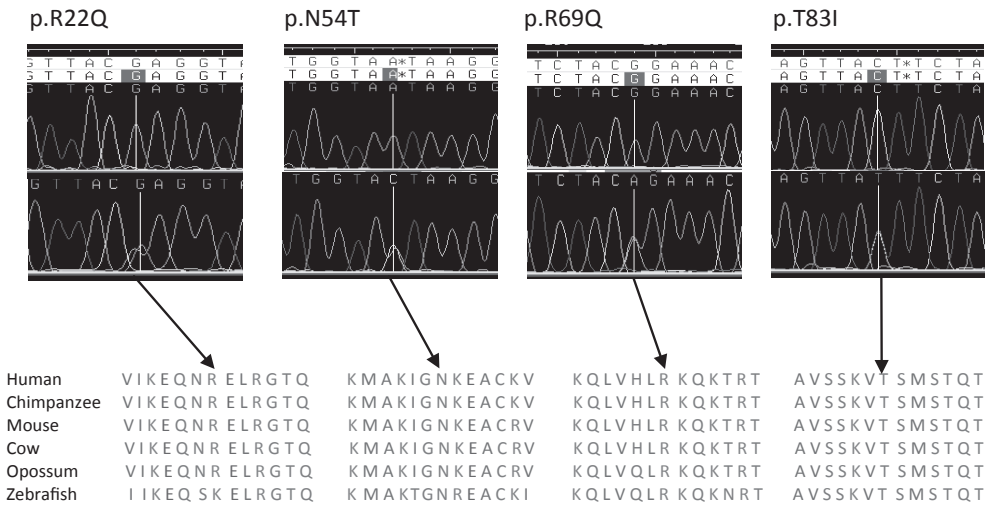 p.R22Q p.N54T p.R69Q p.T83I
G T T A C G A G G T A T G G T A A * T A A G G T C T A C G G A A A C A G T T A C T * T C T A
G T T A C G A G G T A T G G T A A * T A A G G T C T A C G G A A A C A G T T A C T * T C T A
G T T A C G A G G T A T G G T A A T A A G G T C T A C G G A A A C A G T T A C T T C T A
G T T A C G A G G T A T G G T A C T A A G G T C T A C A G A A A C A G T T A T T T C T A
Human V I K E Q N R E L R G T Q K M A K I G N K E A C K V K Q L V H L R K Q K T R T A V S S K V T S M S T Q T
Chimpanzee V I K E Q N R E L R G T Q K M A K I G N K E A C K V K Q L V H L R K Q K T R T A V S S K V T S M S T Q T
Mouse V I K E Q N R E L R G T Q K M A K I G N K E A C R V K Q L V H L R K Q K T R T A V S S K V T S M S T Q T
Cow V I K E Q N R E L R G T Q K M A K I G N K E A C R V K Q L V H L R K Q K T R T A V S S K V T S M S T Q T
Opossum V I K E Q N R E L R G T Q K M A K I G N K E A C R V K Q L V Q L R K Q K T R T A V S S K V T S M S T Q T
Zebrafish I I K E Q S K E L R G T Q K M A K T G N R E A C K I K Q L V Q L R K Q K N R T A V S S K V T S M S T Q T